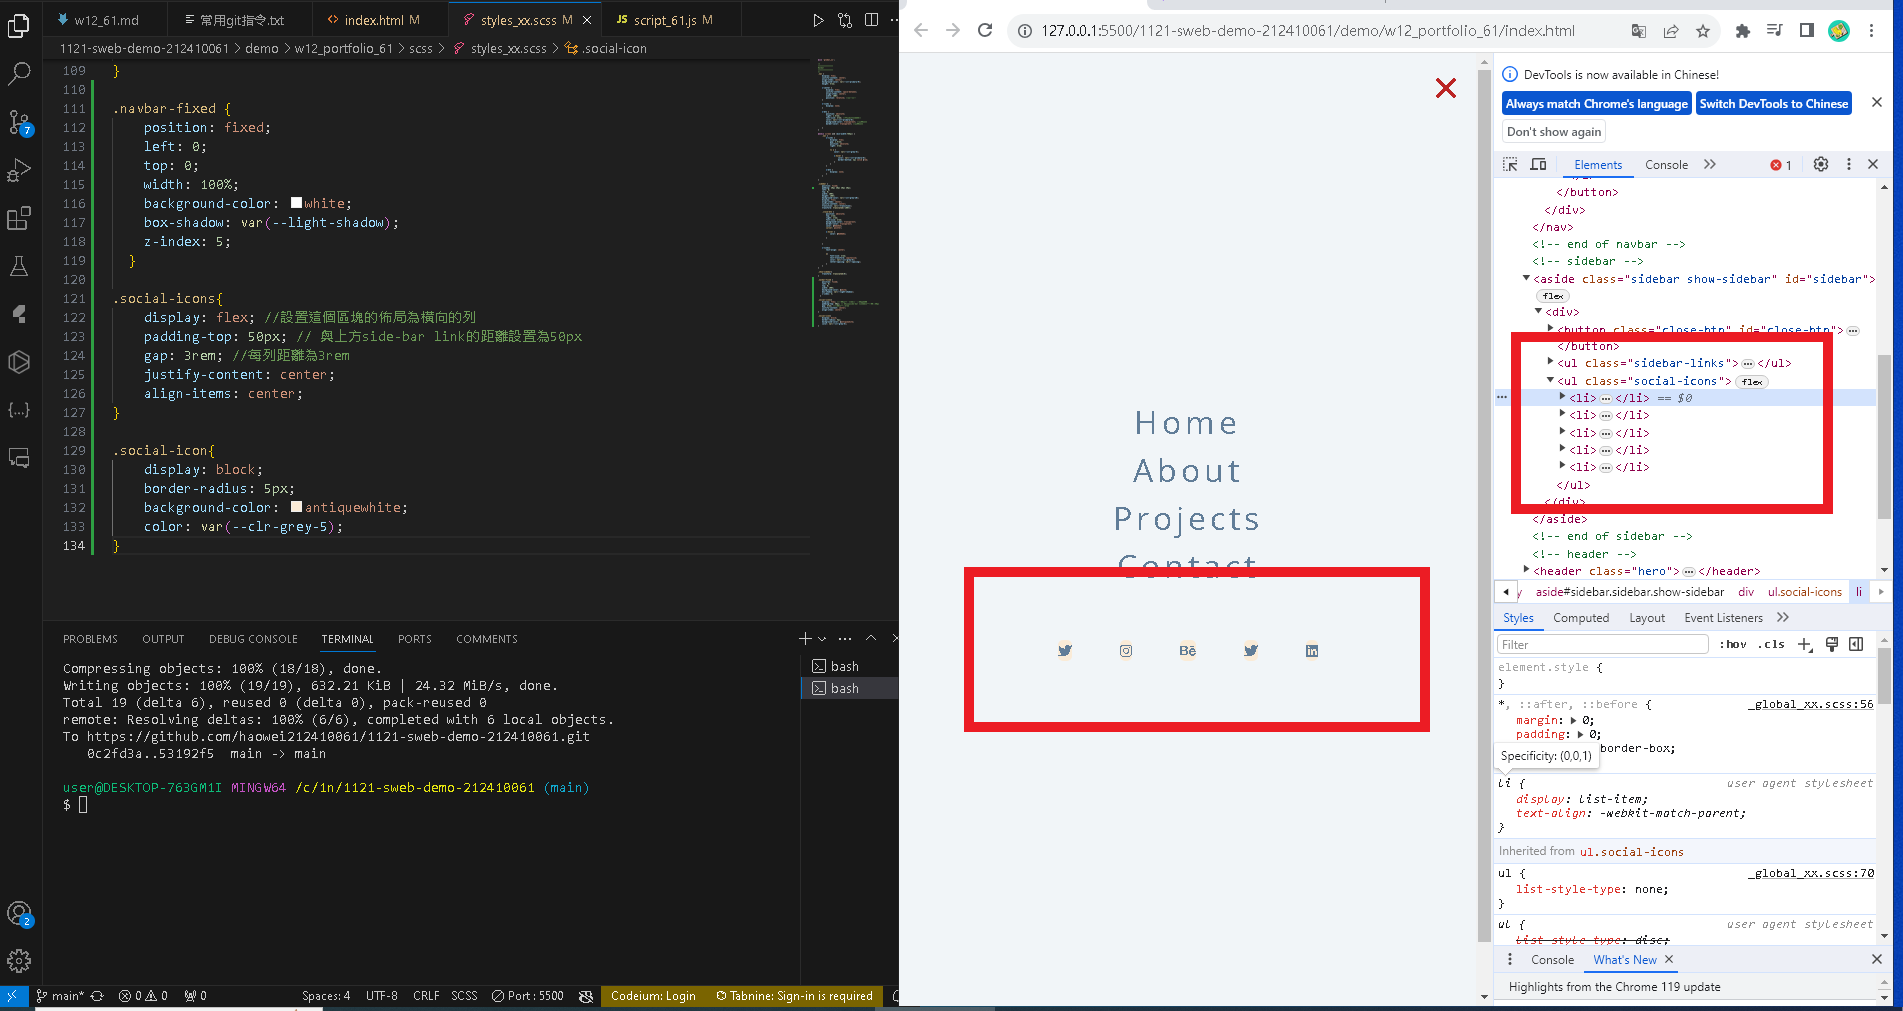 w12_61.md
常用git指令.txt
index.html M
styles_xx.scss M
script_61.js M
1121-sweb-demo-212410061 > demo > w12_portfolio_61 > scss > styles_xx.scss > .social-icon
109 }
110
111 .navbar-fixed {
112 position: fixed;
113 left: 0;
114 top: 0;
115 width: 100%;
116 background-color: white;
117 box-shadow: var(--light-shadow);
118 z-index: 5;
119 }
120
121 .social-icons{
122 display: flex; //設置這個區塊的佈局為橫向的列
123 padding-top: 50px; // 與上方side-bar link的距離設置為50px
124 gap: 3rem; //每列距離為3rem
125 justify-content: center;
126 align-items: center;
127 }
128
129 .social-icon{
130 display: block;
131 border-radius: 5px;
132 background-color: antiquewhite;
133 color: var(--clr-grey-5);
134 }
7
2
PROBLEMS OUTPUT DEBUG CONSOLE TERMINAL PORTS COMMENTS
Compressing objects: 100% (18/18), done.
Writing objects: 100% (19/19), 632.21 KiB | 24.32 MiB/s, done.
Total 19 (delta 6), reused 0 (delta 0), pack-reused 0
remote: Resolving deltas: 100% (6/6), completed with 6 local objects.
To https://github.com/haowei212410061/1121-sweb-demo-212410061.git
0c2fd3a..53192f5 main -> main
user@DESKTOP-763GM1I MINGW64 /c/1n/1121-sweb-demo-212410061 (main)
$
bash
bash
main* 0 0 0 Spaces: 4 UTF-8 CRLF SCSS Port : 5500 Codeium: Login Tabnine: Sign-in is required
127.0.0.1:5500/1121-sweb-demo-212410061/demo/w12_portfolio_61/index.html
Home
About
Projects
Contact
Bē
in
DevTools is now available in Chinese!
Always match Chrome's language
Switch DevTools to Chinese
Don't show again
Elements Console 1
</button>
</div>
</nav>
<!-- end of navbar -->
<!-- sidebar -->
<aside class="sidebar show-sidebar" id="sidebar">
flex
<div>
<button class="close-btn" id="close-btn">
</button>
<ul class="sidebar-links"> … </ul>
<ul class="social-icons"> flex
<li> … </li> == $0
<li> … </li>
<li> … </li>
<li> … </li>
<li> … </li>
</ul>
</div>
</aside>
<!-- end of sidebar -->
<!-- header -->
<header class="hero"> … </header>
y aside#sidebar.sidebar.show-sidebar div ul.social-icons li
Styles Computed Layout Event Listeners
Filter :hov .cls
element.style {
}
*, ::after, ::before { _global_xx.scss:56
margin: 0;
padding: 0;
border-box;
Specificity: (0,0,1)
li { user agent stylesheet
display: list-item;
text-align: -webkit-match-parent;
}
Inherited from ul.social-icons
ul { _global_xx.scss:70
list-style-type: none;
}
ul { user agent stylesheet
list-style-type: disc;
Console What's New
Highlights from the Chrome 119 update